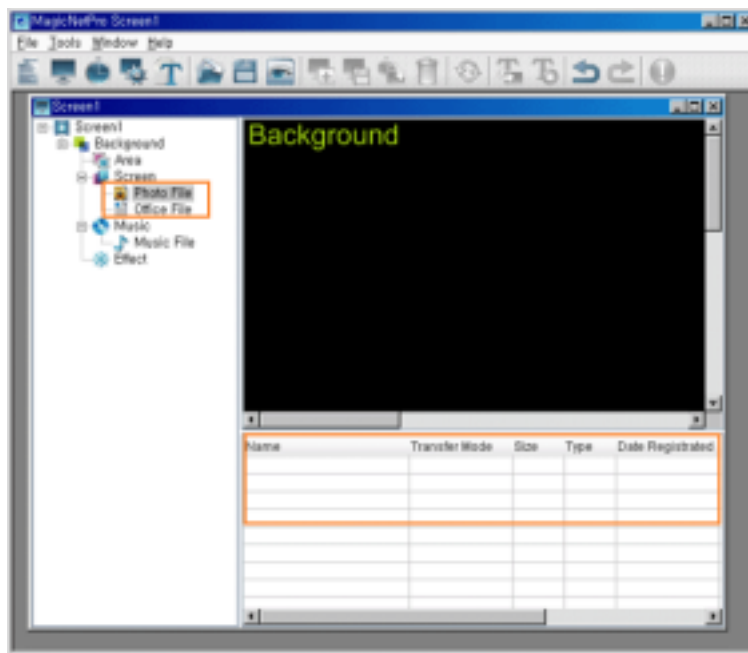 MagicNetPro Screen1
File Tools Window Help
Screen1
Screen1
Background
Area
Screen
Photo File
Office File
Music
Music File
Effect
Background
Name Transfer Mode Size Type Date Registrated